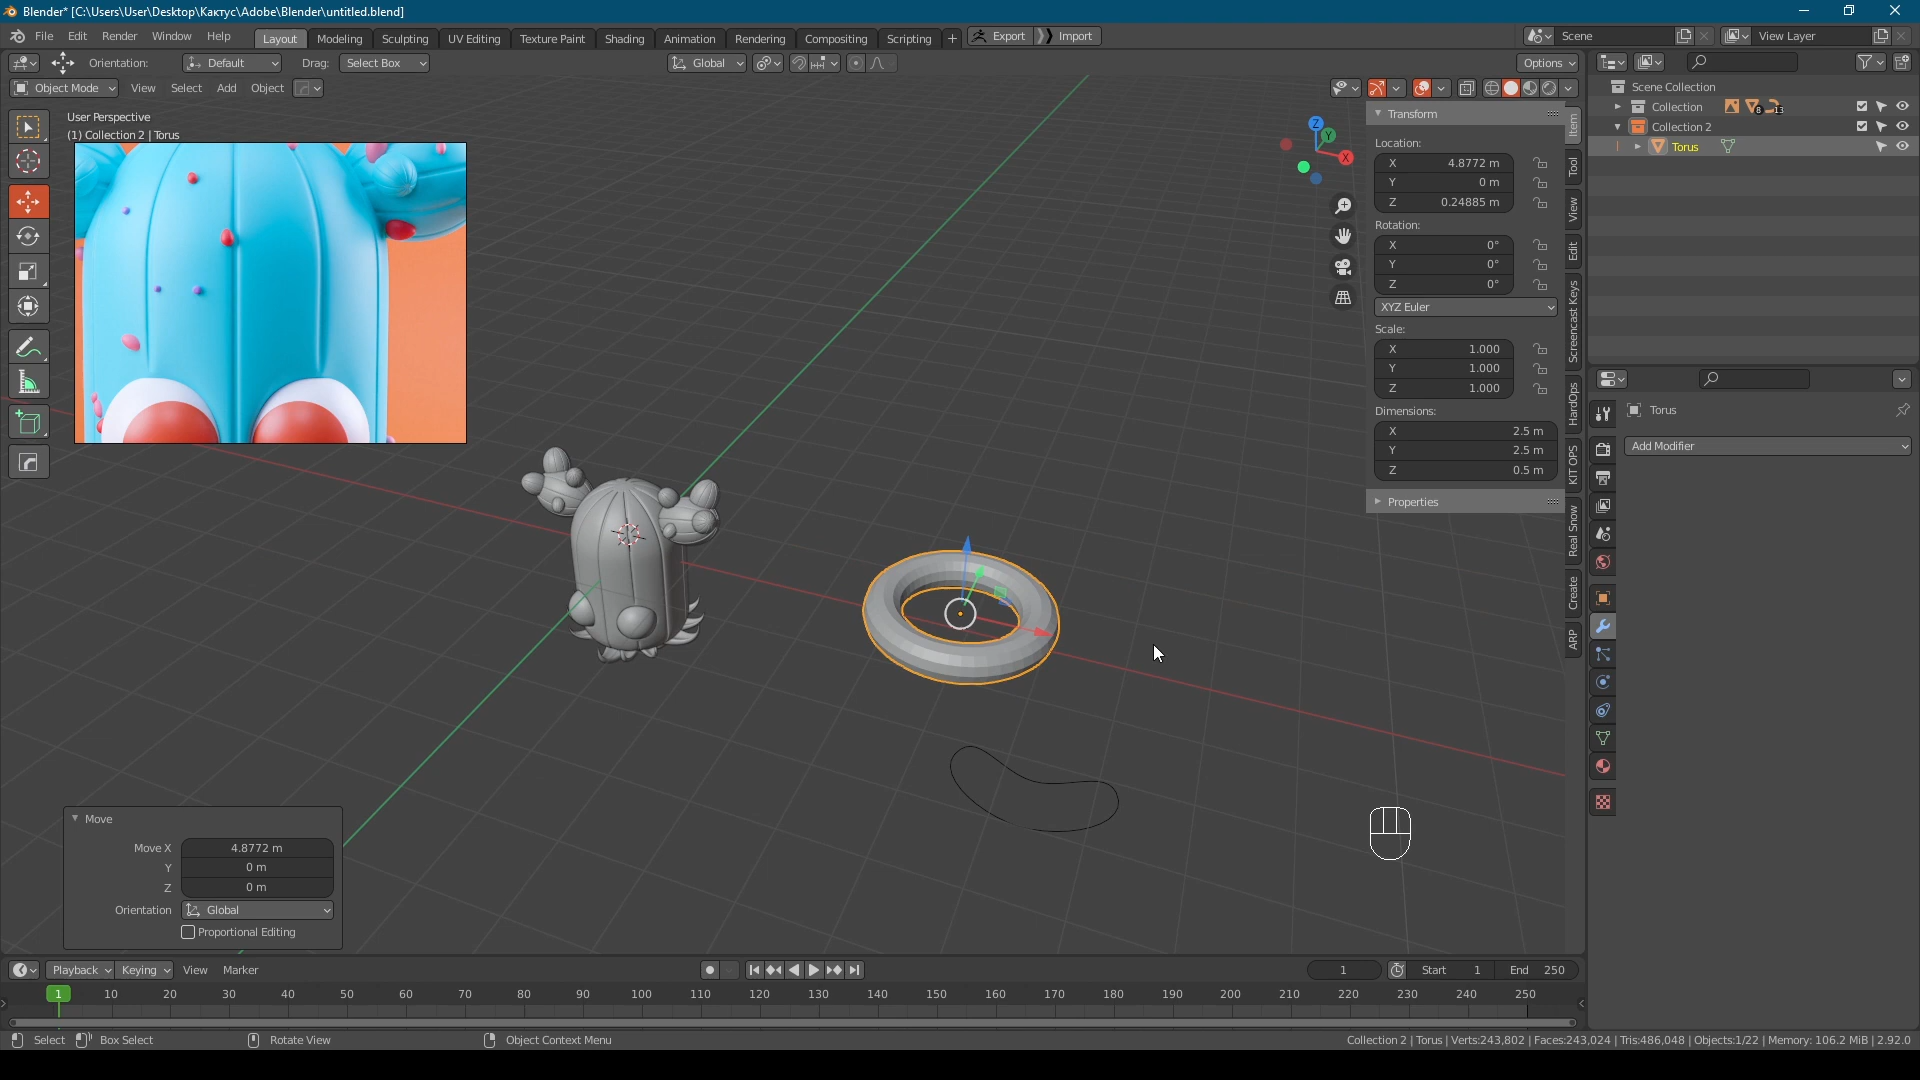 Blender* [C:\Users\User\Desktop\Кактус\Adobe\Blender\untitled.blend]
File Edit Render Window Help Layout Modeling Sculpting UV Editing Texture Paint Shading Animation Rendering Compositing Scripting + Export Import Scene View Layer
Orientation: Default Drag: Select Box Global Options
Object Mode View Select Add Object
User Perspective
(1) Collection 2 | Torus
Scene Collection
Collection 8 13
Collection 2
Torus
Transform
Location:
X 4.8772 m
Y 0 m
Z 0.24885 m
Rotation:
X 0°
Y 0°
Z 0°
XYZ Euler
Scale:
X 1.000
Y 1.000
Z 1.000
Dimensions:
X 2.5 m
Y 2.5 m
Z 0.5 m
Properties
Item
Tool
View
Edit
Screencast Keys
HardOps
KIT OPS
Real Snow
Create
ARP
Z
Y
X
Torus
Add Modifier
Move
Move X 4.8772 m
Y 0 m
Z 0 m
Orientation Global
Proportional Editing
Playback Keying View Marker 1 Start 1 End 250
1 10 20 30 40 50 60 70 80 90 100 110 120 130 140 150 160 170 180 190 200 210 220 230 240 250
Select Box Select Rotate View Object Context Menu Collection 2 | Torus | Verts:243,802 | Faces:243,024 | Tris:486,048 | Objects:1/22 | Memory: 106.2 MiB | 2.92.0